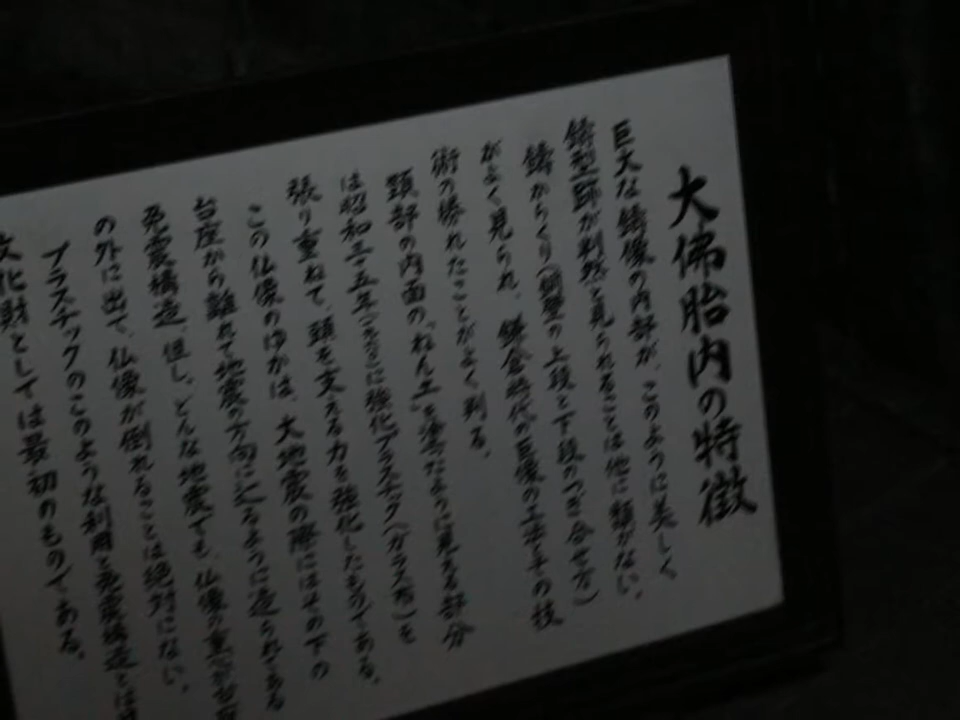 大佛胎内の特徴
巨大な鋳像の内部が、このように美しく
鋳型跡が判然と見られることは他に類がない。
鋳からくり(銅壁の上段と下段のつぎ合せ方)
がよく見られ、鎌倉時代の巨像の工法とその技
術の勝れたことがよく判る。
頸部の内面の「ねん土」を塗ったように見える部分
は昭和三十五年に強化プラスチック(ガラス布)を
張り重ねて、頭を支える力を強化したものである。
この仏像のゆかは、大地震の際にはその下の
台座から離れて地震の方向に辷るように造られてある
免震構造、但し、どんな地震でも、仏像の重心が台座
の外に出て、仏像が倒れることは絶対にない。
プラスチックのこのような利用と免震構造とは
文化財としては最初のものである。